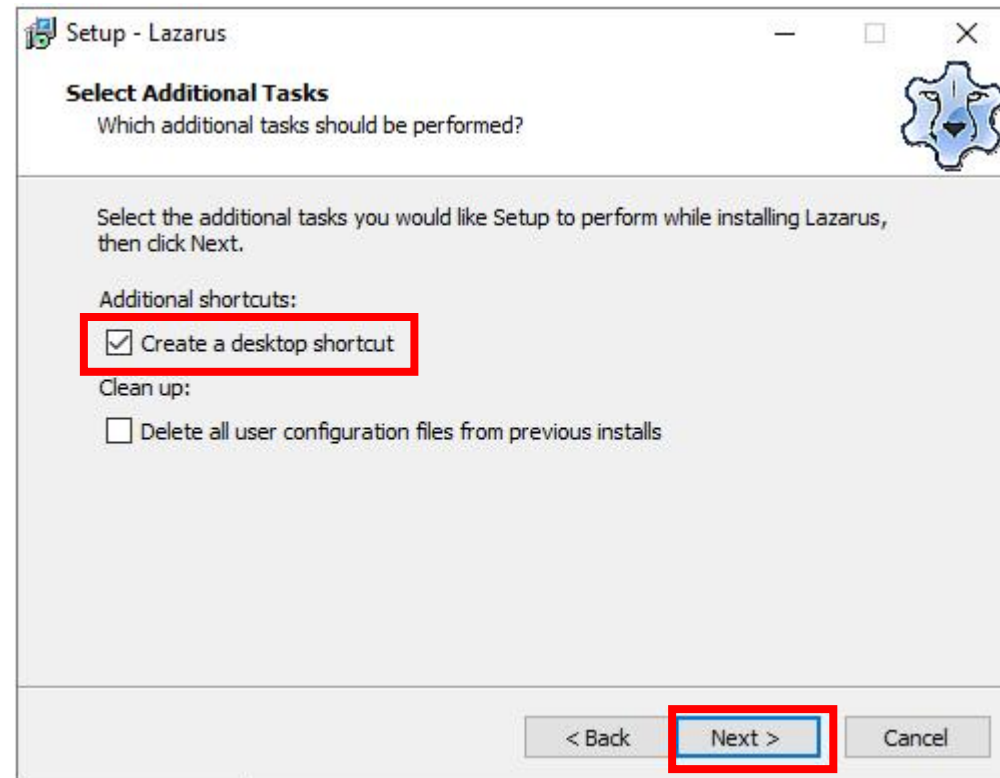 Setup - Lazarus
Select Additional Tasks
Which additional tasks should be performed?
Select the additional tasks you would like Setup to perform while installing Lazarus,
then click Next.
Additional shortcuts:
Create a desktop shortcut
Clean up:
Delete all user configuration files from previous installs
< Back Next > Cancel